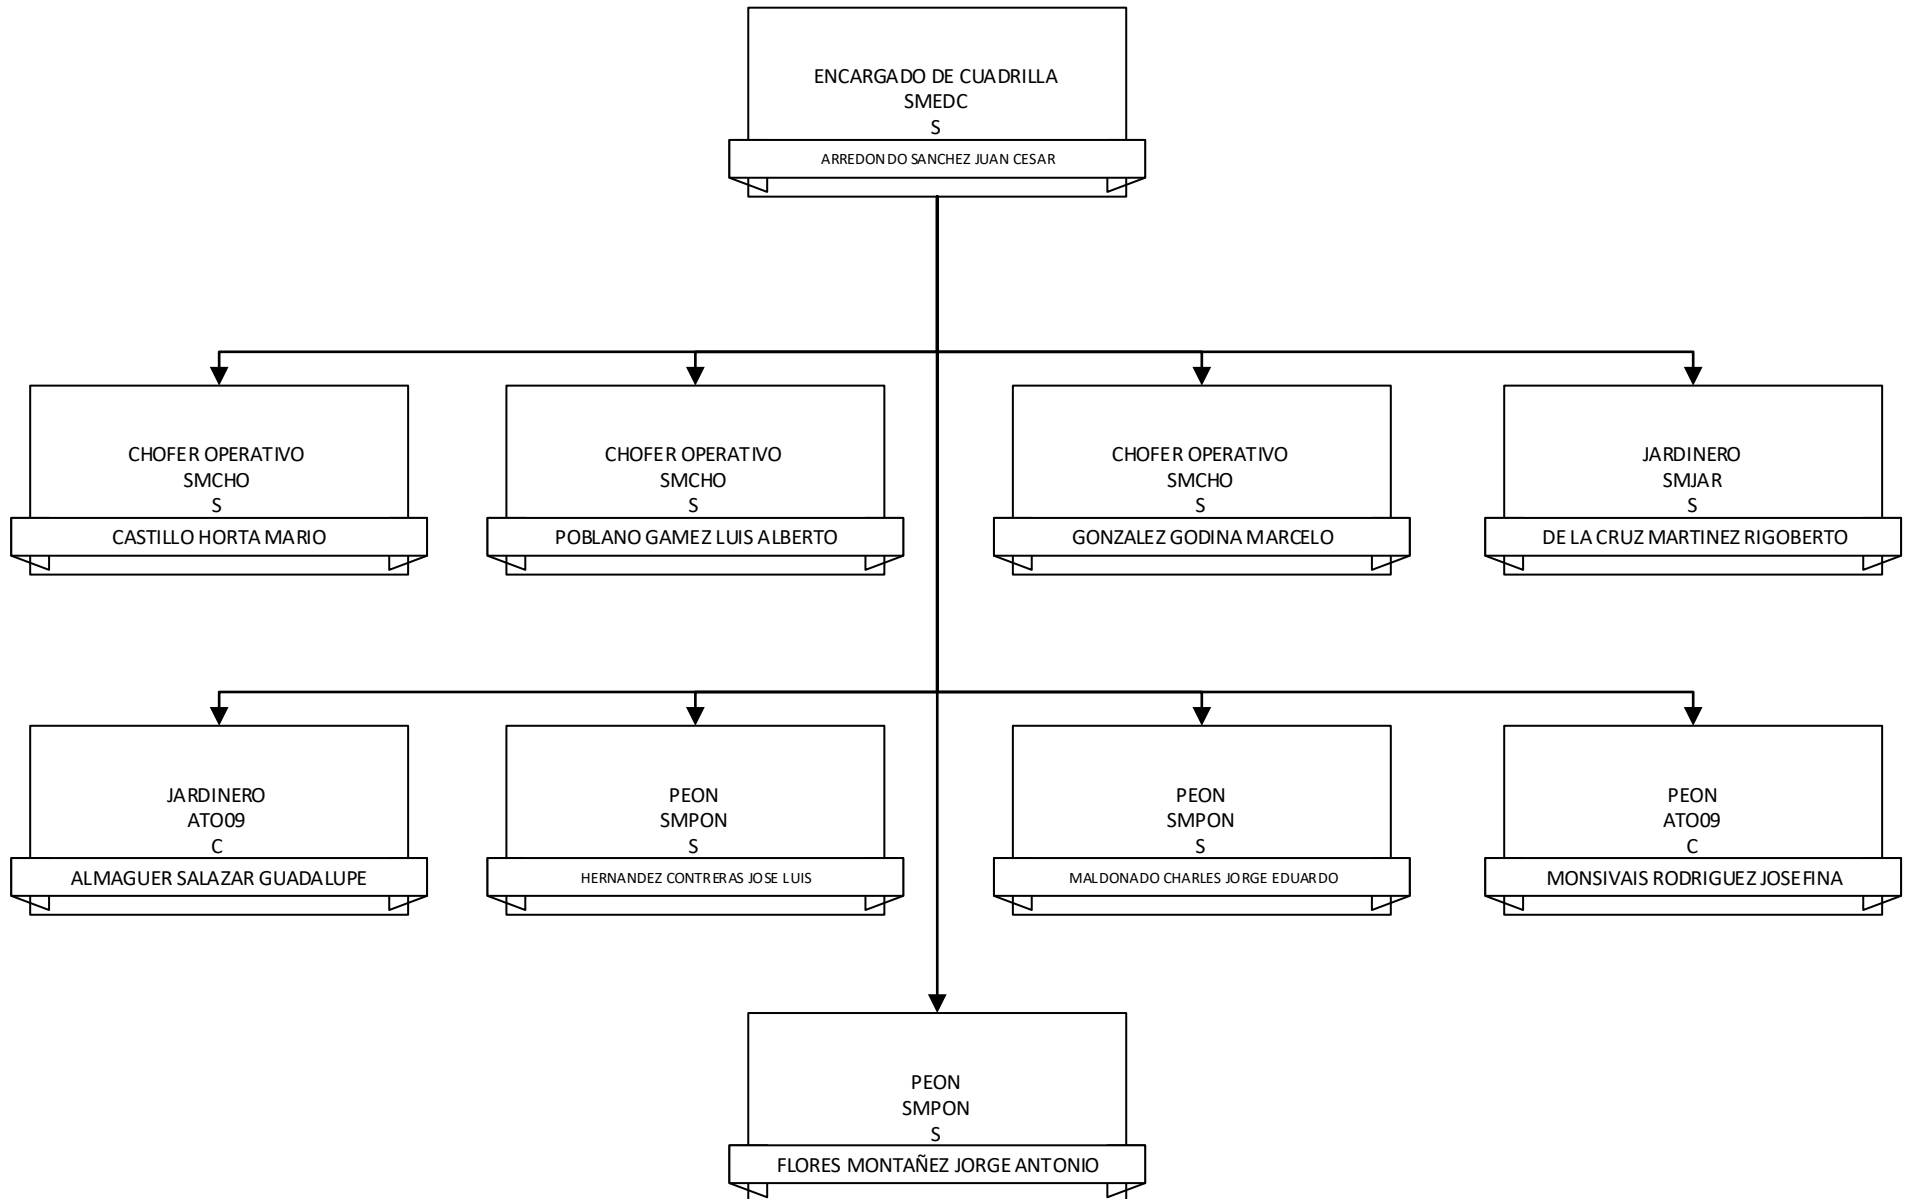 ENCARGADO DE CUADRILLA
SMEDC
S
ARREDONDO SANCHEZ JUAN CESAR
CHOFER OPERATIVO
SMCHO
S
CASTILLO HORTA MARIO
CHOFER OPERATIVO
SMCHO
S
POBLANO GAMEZ LUIS ALBERTO
CHOFER OPERATIVO
SMCHO
S
GONZALEZ GODINA MARCELO
JARDINERO
SMJAR
S
DE LA CRUZ MARTINEZ RIGOBERTO
JARDINERO
ATO09
C
ALMAGUER SALAZAR GUADALUPE
PEON
SMPON
S
HERNANDEZ CONTRERAS JOSE LUIS
PEON
SMPON
S
MALDONADO CHARLES JORGE EDUARDO
PEON
ATO09
C
MONSIVAIS RODRIGUEZ JOSEFINA
PEON
SMPON
S
FLORES MONTAÑEZ JORGE ANTONIO